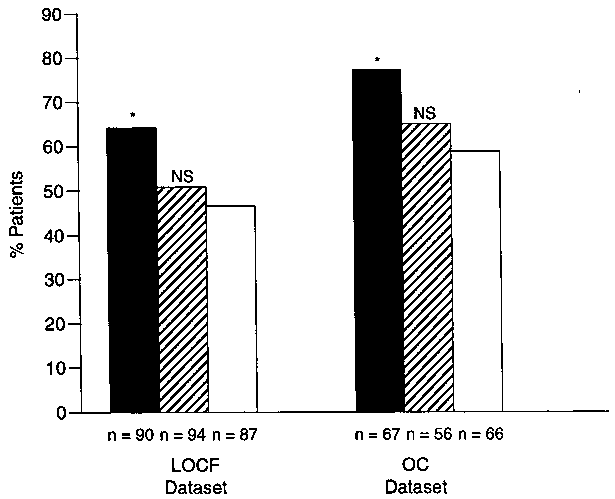 90
80
70
60
50
40
30
20
10
0
% Patients
*
NS
*
NS
n = 90 n = 94 n = 87
n = 67 n = 56 n = 66
LOCF
Dataset
OC
Dataset